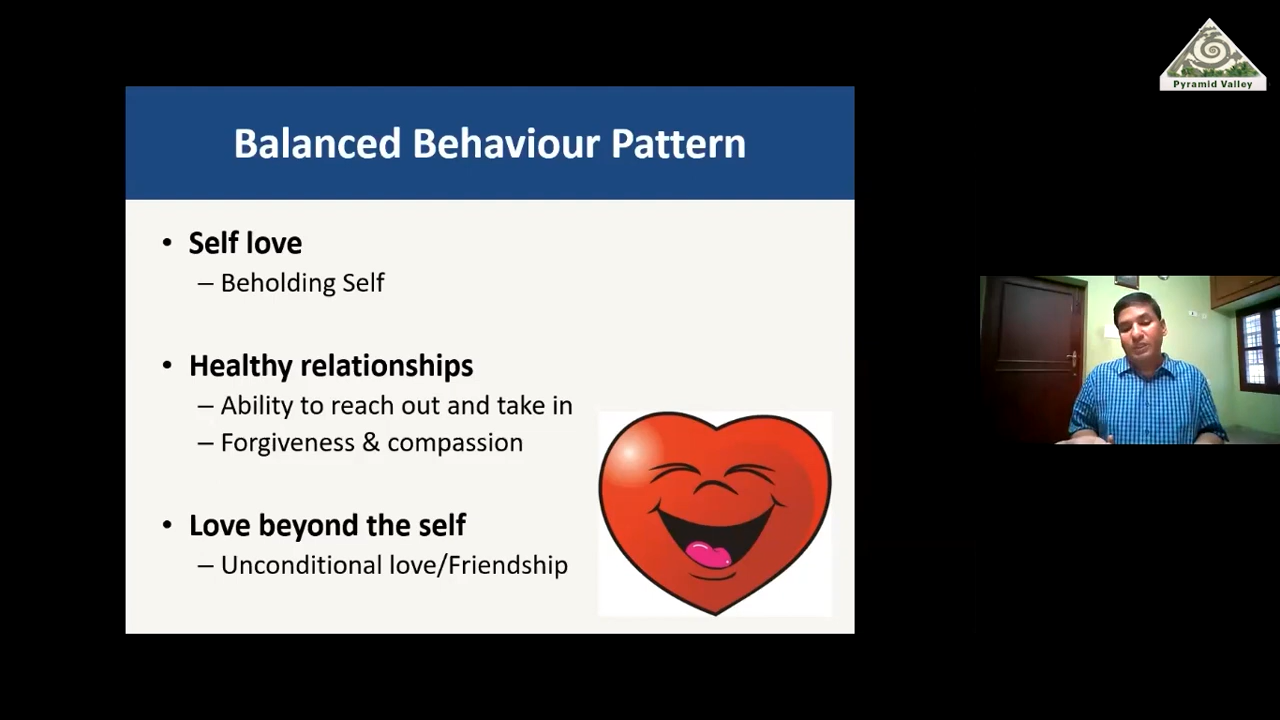 Pyramid Valley
Balanced Behaviour Pattern
• Self love
– Beholding Self
• Healthy relationships
– Ability to reach out and take in
– Forgiveness & compassion
• Love beyond the self
– Unconditional love/Friendship